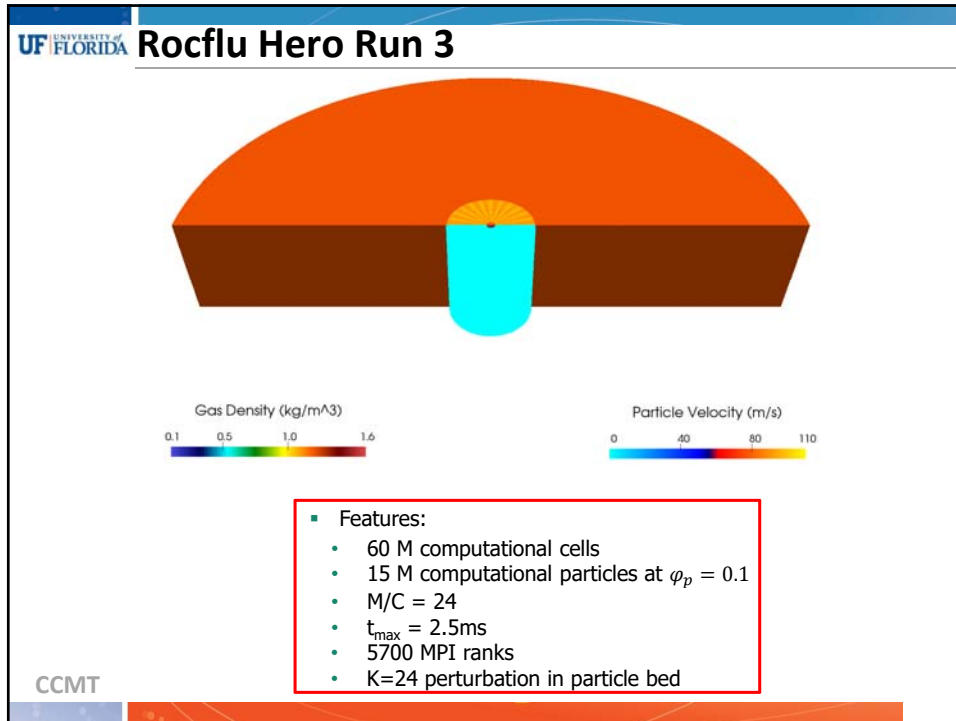 UF UNIVERSITY of FLORIDA Rocflu Hero Run 3
Gas Density (kg/m^3)
0.1 0.5 1.0 1.6
Particle Velocity (m/s)
0 40 80 110
▪ Features:
• 60 M computational cells
• 15 M computational particles at φₚ = 0.1
• M/C = 24
• tₘₐₓ = 2.5ms
• 5700 MPI ranks
• K=24 perturbation in particle bed
CCMT